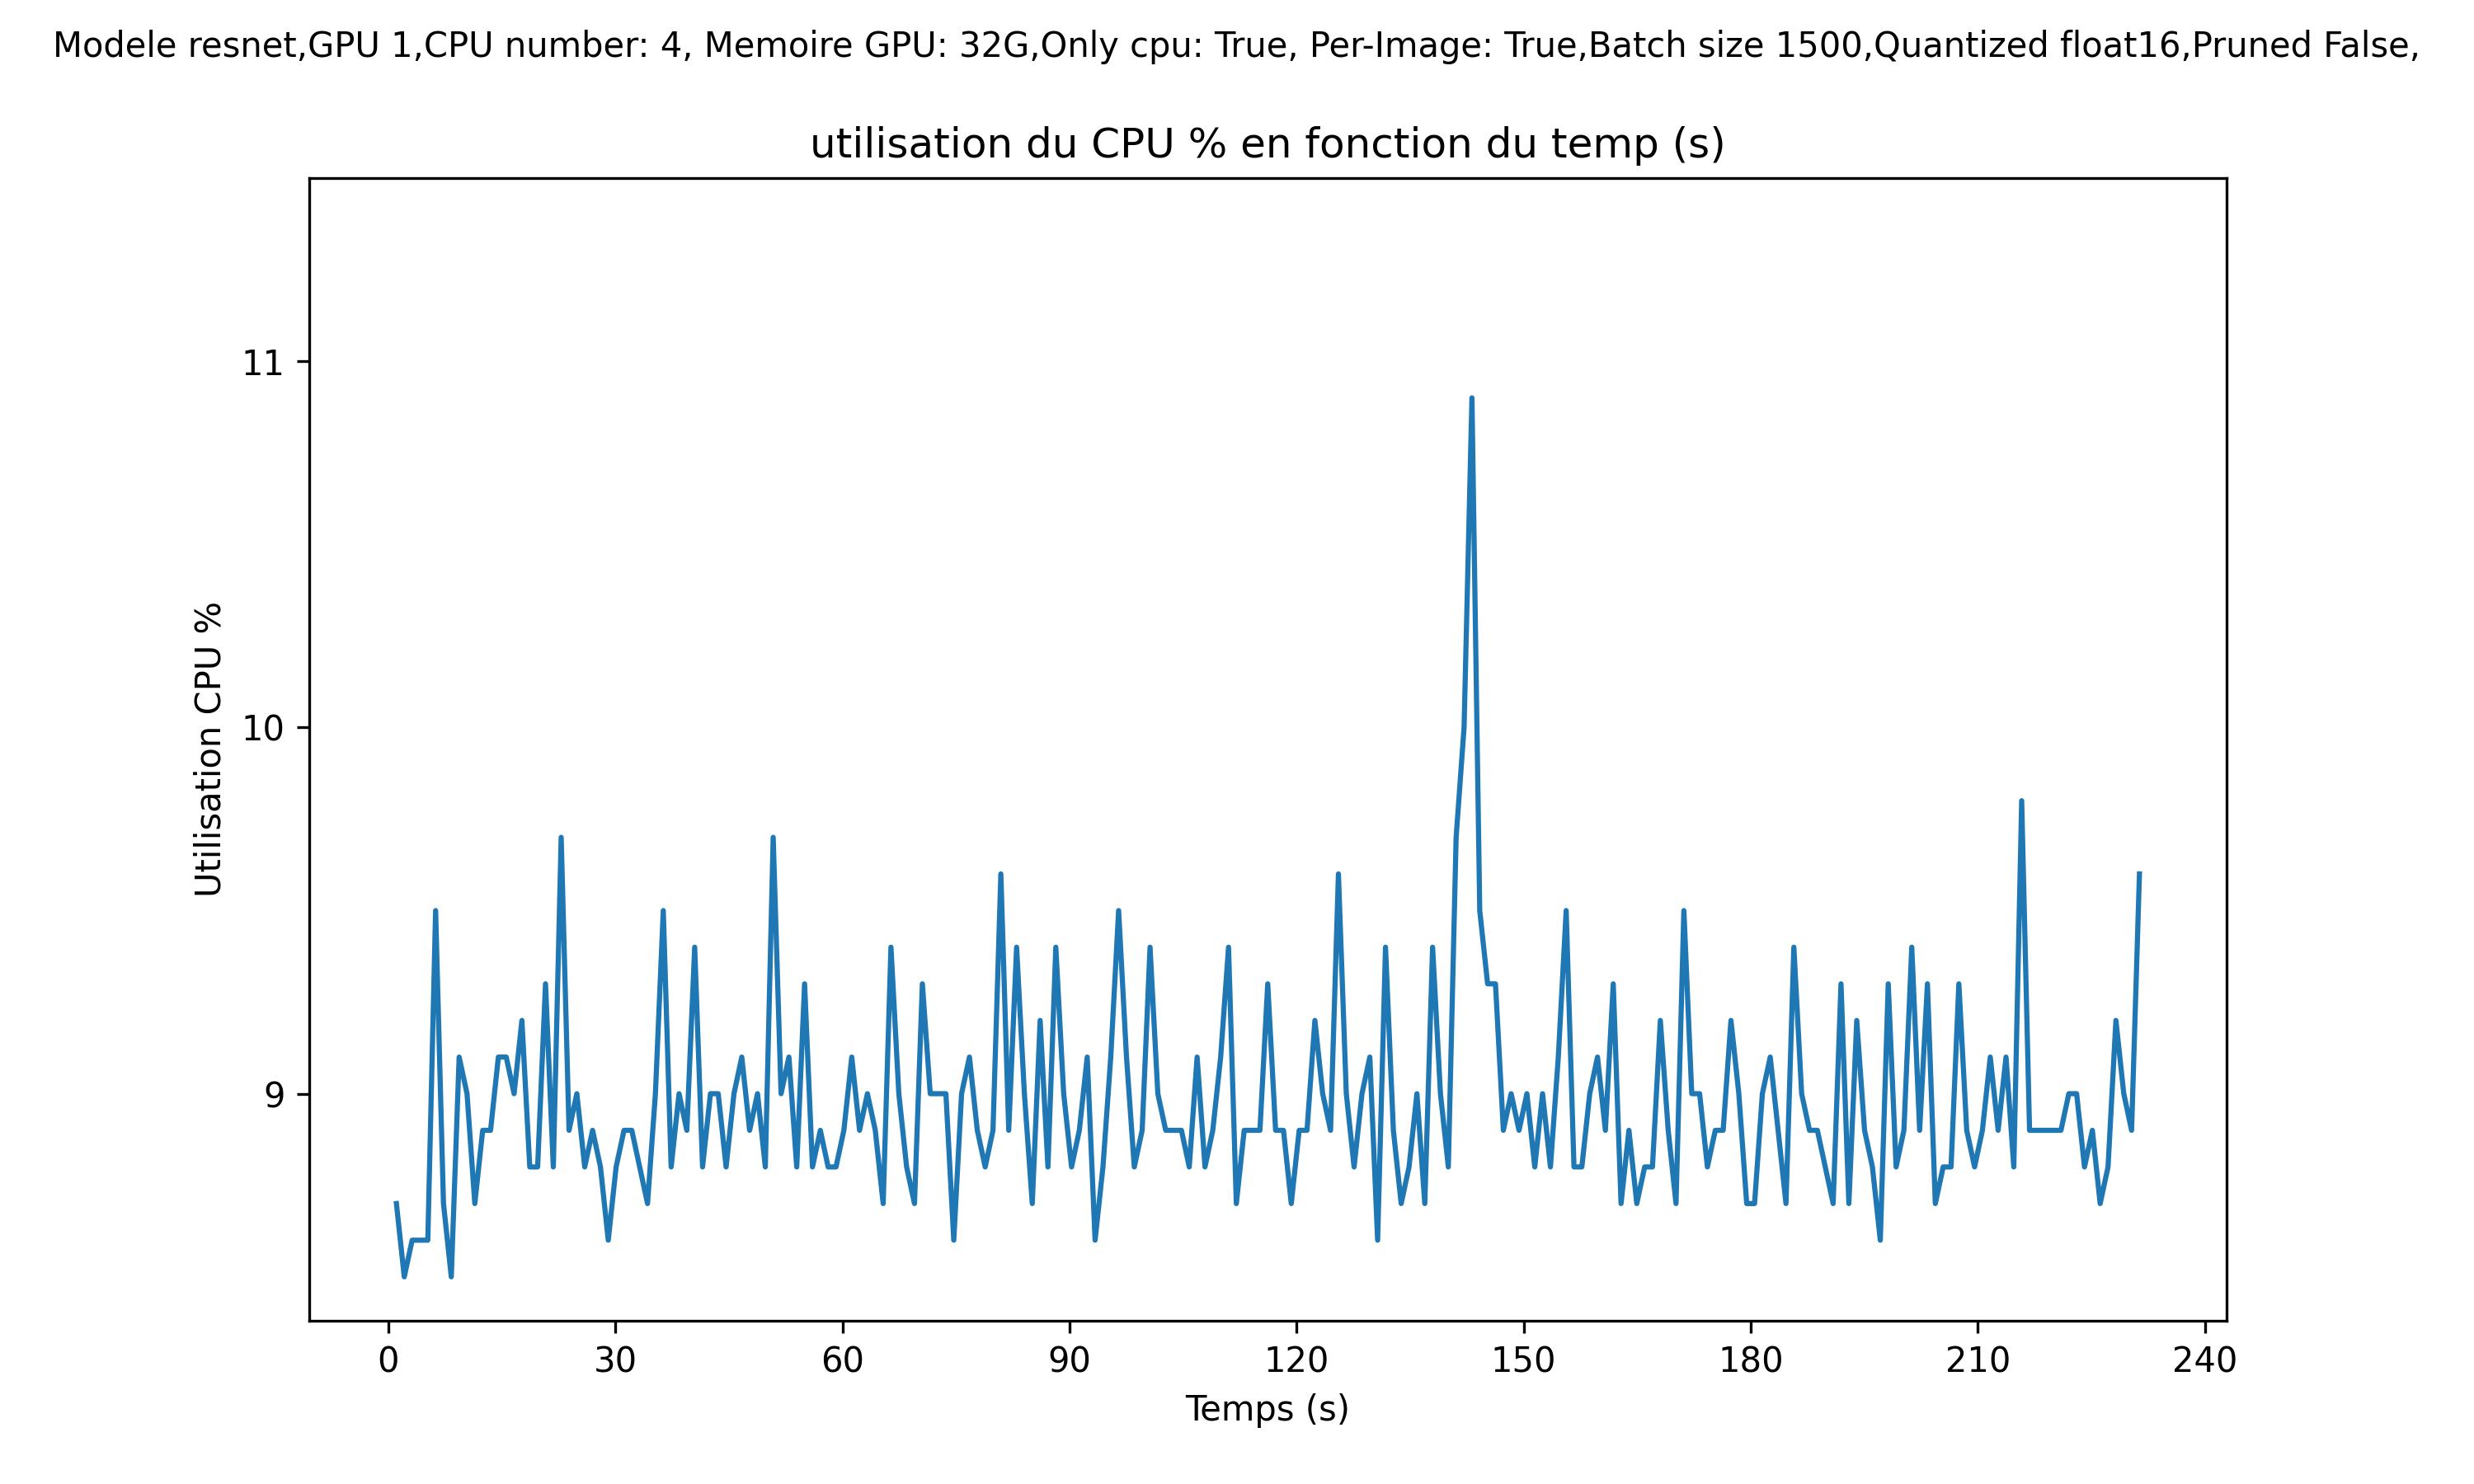 Modele resnet,GPU 1,CPU number: 4, Memoire GPU: 32G,Only cpu: True, Per-Image: True,Batch size 1500,Quantized float16,Pruned False,
utilisation du CPU % en fonction du temp (s)
11
10
9
Utilisation CPU %
0 30 60 90 120 150 180 210 240
Temps (s)